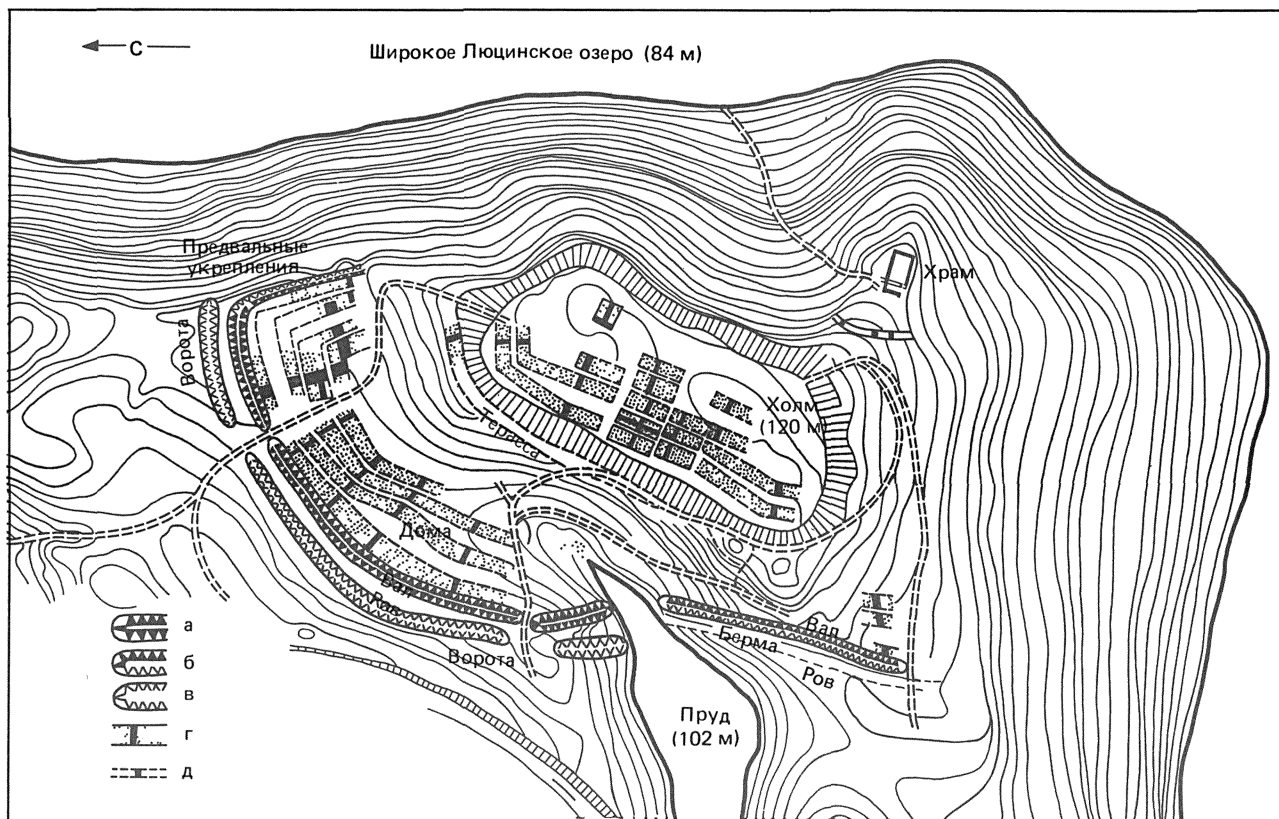 С
Широкое Люцинское озеро (84 м)
Предвальные
укрепления
Ворота
Храм
Холм
(120 м)
Терраса
Дома
Вал
Ров
Ворота
Вал
Берма
Ров
Пруд
(102 м)
а
б
в
г
д